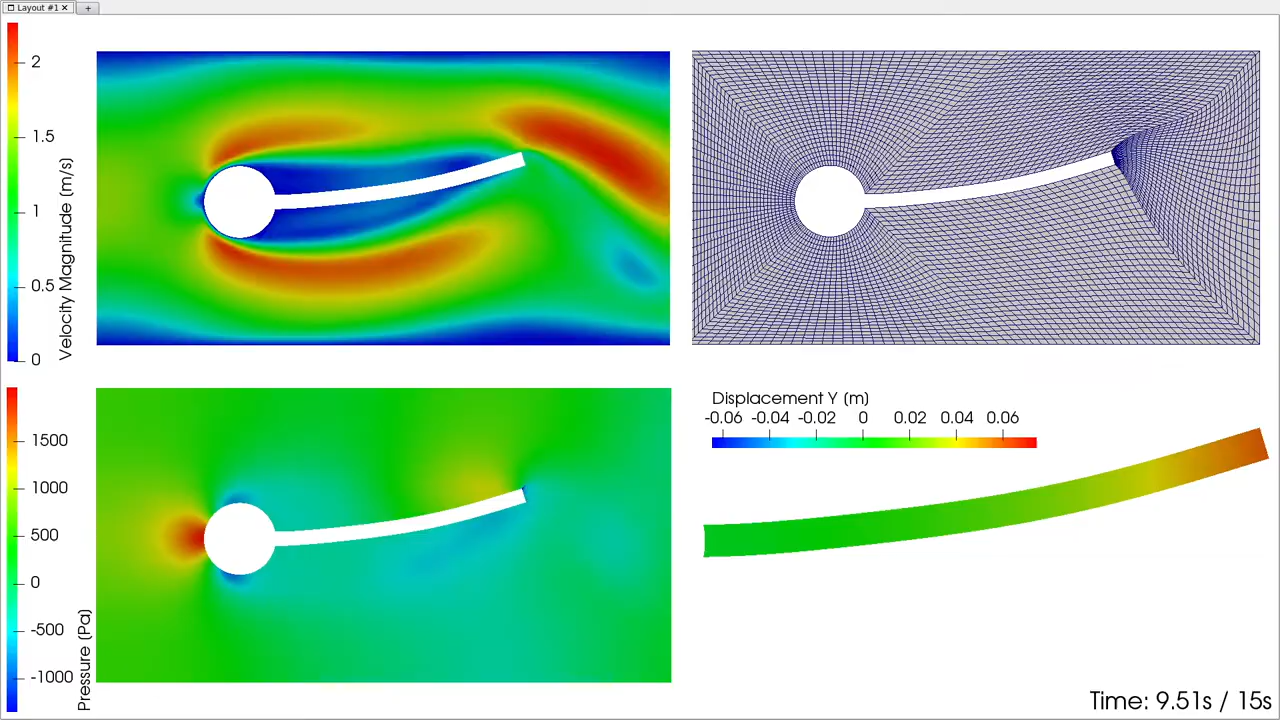 Layout #1
+
2
1.5
1
0.5
0
Velocity Magnitude (m/s)
1500
1000
500
0
-500
-1000
Pressure (Pa)
Displacement Y (m)
-0.06 -0.04 -0.02 0 0.02 0.04 0.06
Time: 9.51s / 15s